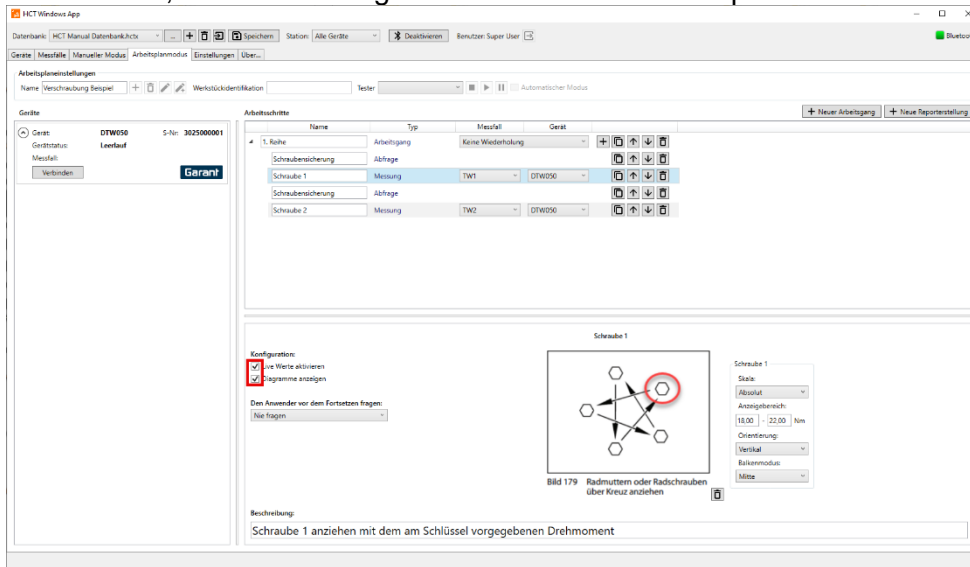 HCT Windows App
Datenbank: HCT Manual Datenbank.hctx ... Speichern Station: Alle Geräte Deaktivieren Benutzer: Super User
Geräte Messfälle Manueller Modus Arbeitsplanmodus Einstellungen Über...
Arbeitsplaneinstellungen
Name Verschraubung Beispiel Werkstückidentifikation Tester Automatischer Modus
Geräte
Gerät: DTW050 S-Nr: 3025000001
Gerätstatus: Leerlauf
Messfall:
Verbinden Garant
Arbeitsschritte
+ Neuer Arbeitsgang + Neue Reporterstellung
Name Typ Messfall Gerät
1. Reihe Arbeitsgang Keine Wiederholung
Schraubensicherung Abfrage
Schraube 1 Messung TW1 DTW050
Schraubensicherung Abfrage
Schraube 2 Messung TW2 DTW050
Schraube 1
Konfiguration:
Live Werte aktivieren
Diagramme anzeigen
Den Anwender vor dem Fortsetzen fragen:
Nie fragen
Bild 179 Radmuttern oder Radschrauben
über Kreuz anziehen
Schraube 1
Skala:
Absolut
Anzeigebereich:
18,00 - 22,00 Nm
Orientierung:
Vertikal
Balkenmodus:
Mitte
Beschreibung:
Schraube 1 anziehen mit dem am Schlüssel vorgegebenen Drehmoment